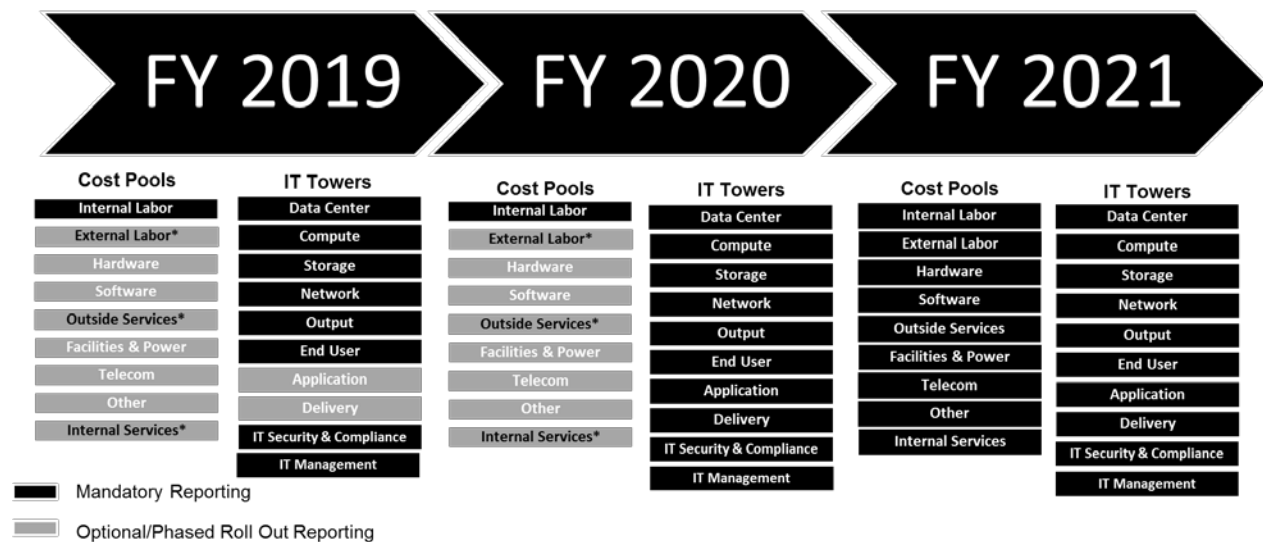 FY 2019
FY 2020
FY 2021
Cost Pools
Internal Labor
External Labor*
Hardware
Software
Outside Services*
Facilities & Power
Telecom
Other
Internal Services*
IT Towers
Data Center
Compute
Storage
Network
Output
End User
Application
Delivery
IT Security & Compliance
IT Management
Cost Pools
Internal Labor
External Labor*
Hardware
Software
Outside Services*
Facilities & Power
Telecom
Other
Internal Services*
IT Towers
Data Center
Compute
Storage
Network
Output
End User
Application
Delivery
IT Security & Compliance
IT Management
Cost Pools
Internal Labor
External Labor
Hardware
Software
Outside Services
Facilities & Power
Telecom
Other
Internal Services
IT Towers
Data Center
Compute
Storage
Network
Output
End User
Application
Delivery
IT Security & Compliance
IT Management
Mandatory Reporting
Optional/Phased Roll Out Reporting